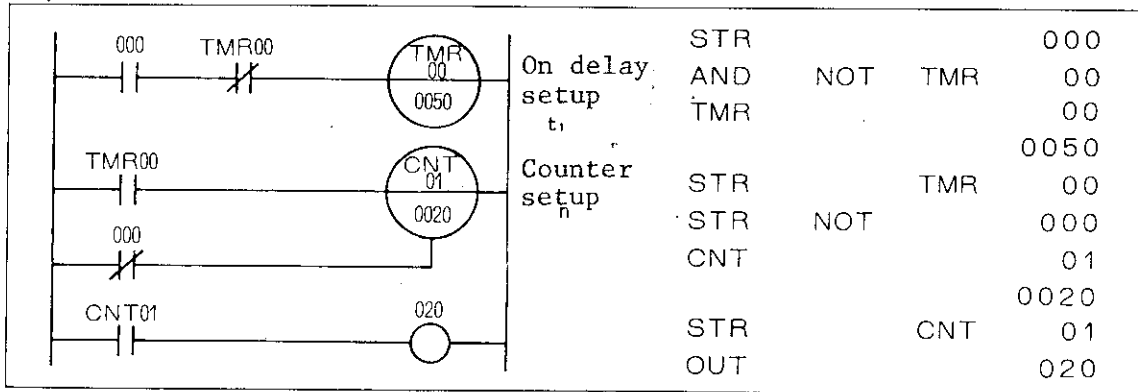 000 TMR00 TMR 00 0050
On delay setup t₁
TMR00 CNT 01 0020
Counter setup n
000
CNT01 020
STR 000
AND NOT TMR 00
TMR 00
0050
STR TMR 00
STR NOT 000
CNT 01
0020
STR CNT 01
OUT 020